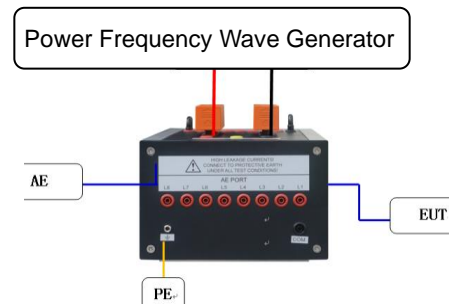 Power Frequency Wave Generator
HIGH LEAKAGE CURRENTS
CONNECT TO PROTECTIVE EARTH
UNDER ALL TEST CONDITIONS
AE PORT
L8 L7 L6 L5 L4 L3 L2 L1
AE
EUT
COM
PE